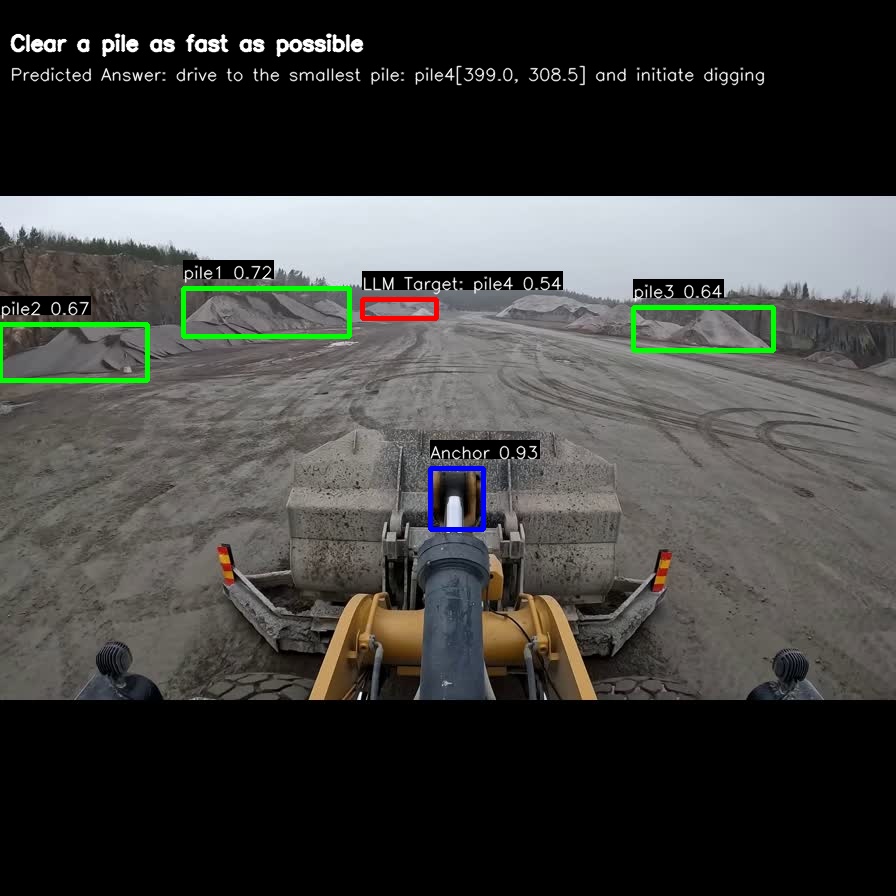 Clear a pile as fast as possible
Predicted Answer: drive to the smallest pile: pile4[399.0, 308.5] and initiate digging
pile1 0.72
LLM Target: pile4 0.54
pile3 0.64
pile2 0.67
Anchor 0.93